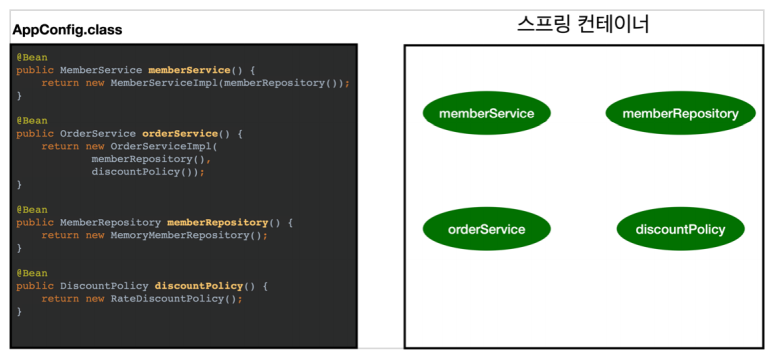 AppConfig.class
@Bean
public MemberService memberService() {
    return new MemberServiceImpl(memberRepository());
}
@Bean
public OrderService orderService() {
    return new OrderServiceImpl(
            memberRepository(),
            discountPolicy());
}
@Bean
public MemberRepository memberRepository() {
    return new MemoryMemberRepository();
}
@Bean
public DiscountPolicy discountPolicy() {
    return new RateDiscountPolicy();
}
스프링 컨테이너
memberService
memberRepository
orderService
discountPolicy